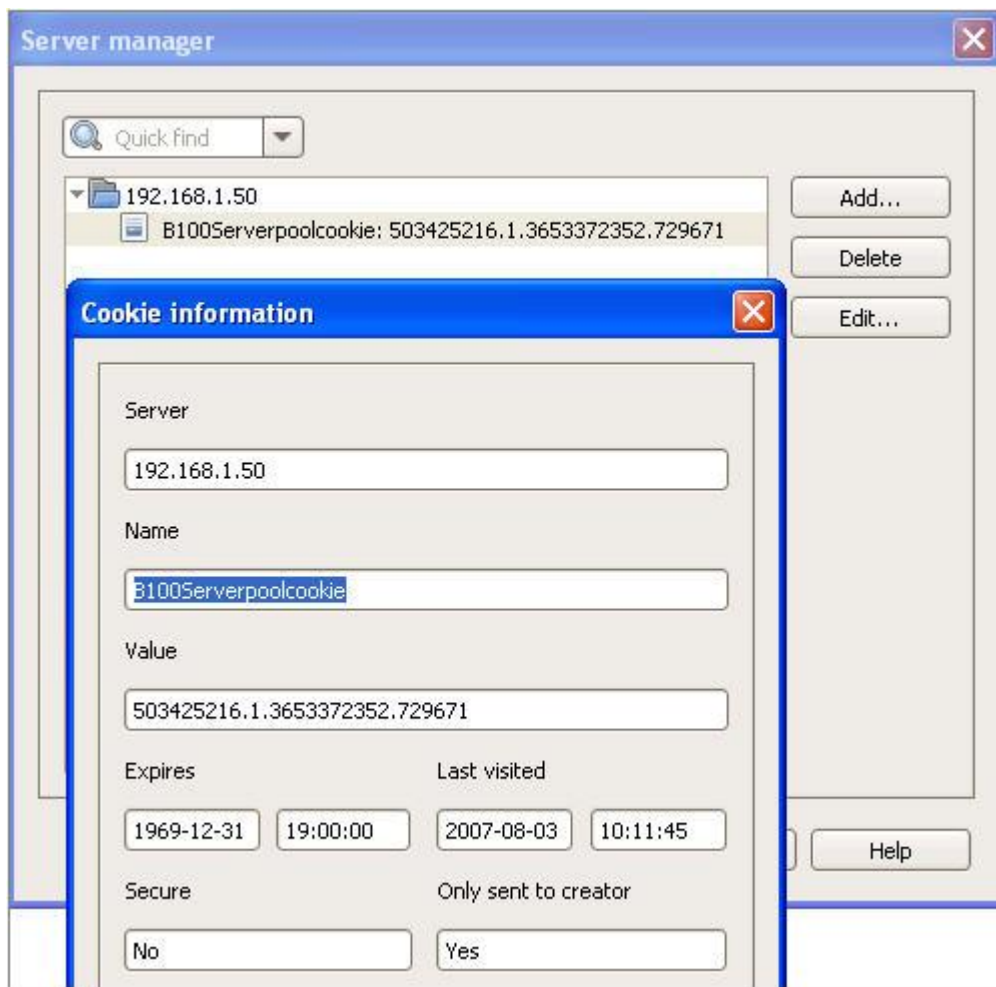 Server manager
Quick find
192.168.1.50
B100Serverpoolcookie: 503425216.1.3653372352.729671
Add...
Delete
Edit...
Cookie information
Server
192.168.1.50
Name
B100Serverpoolcookie
Value
503425216.1.3653372352.729671
Expires Last visited
1969-12-31 19:00:00 2007-08-03 10:11:45
Help
Secure Only sent to creator
No Yes